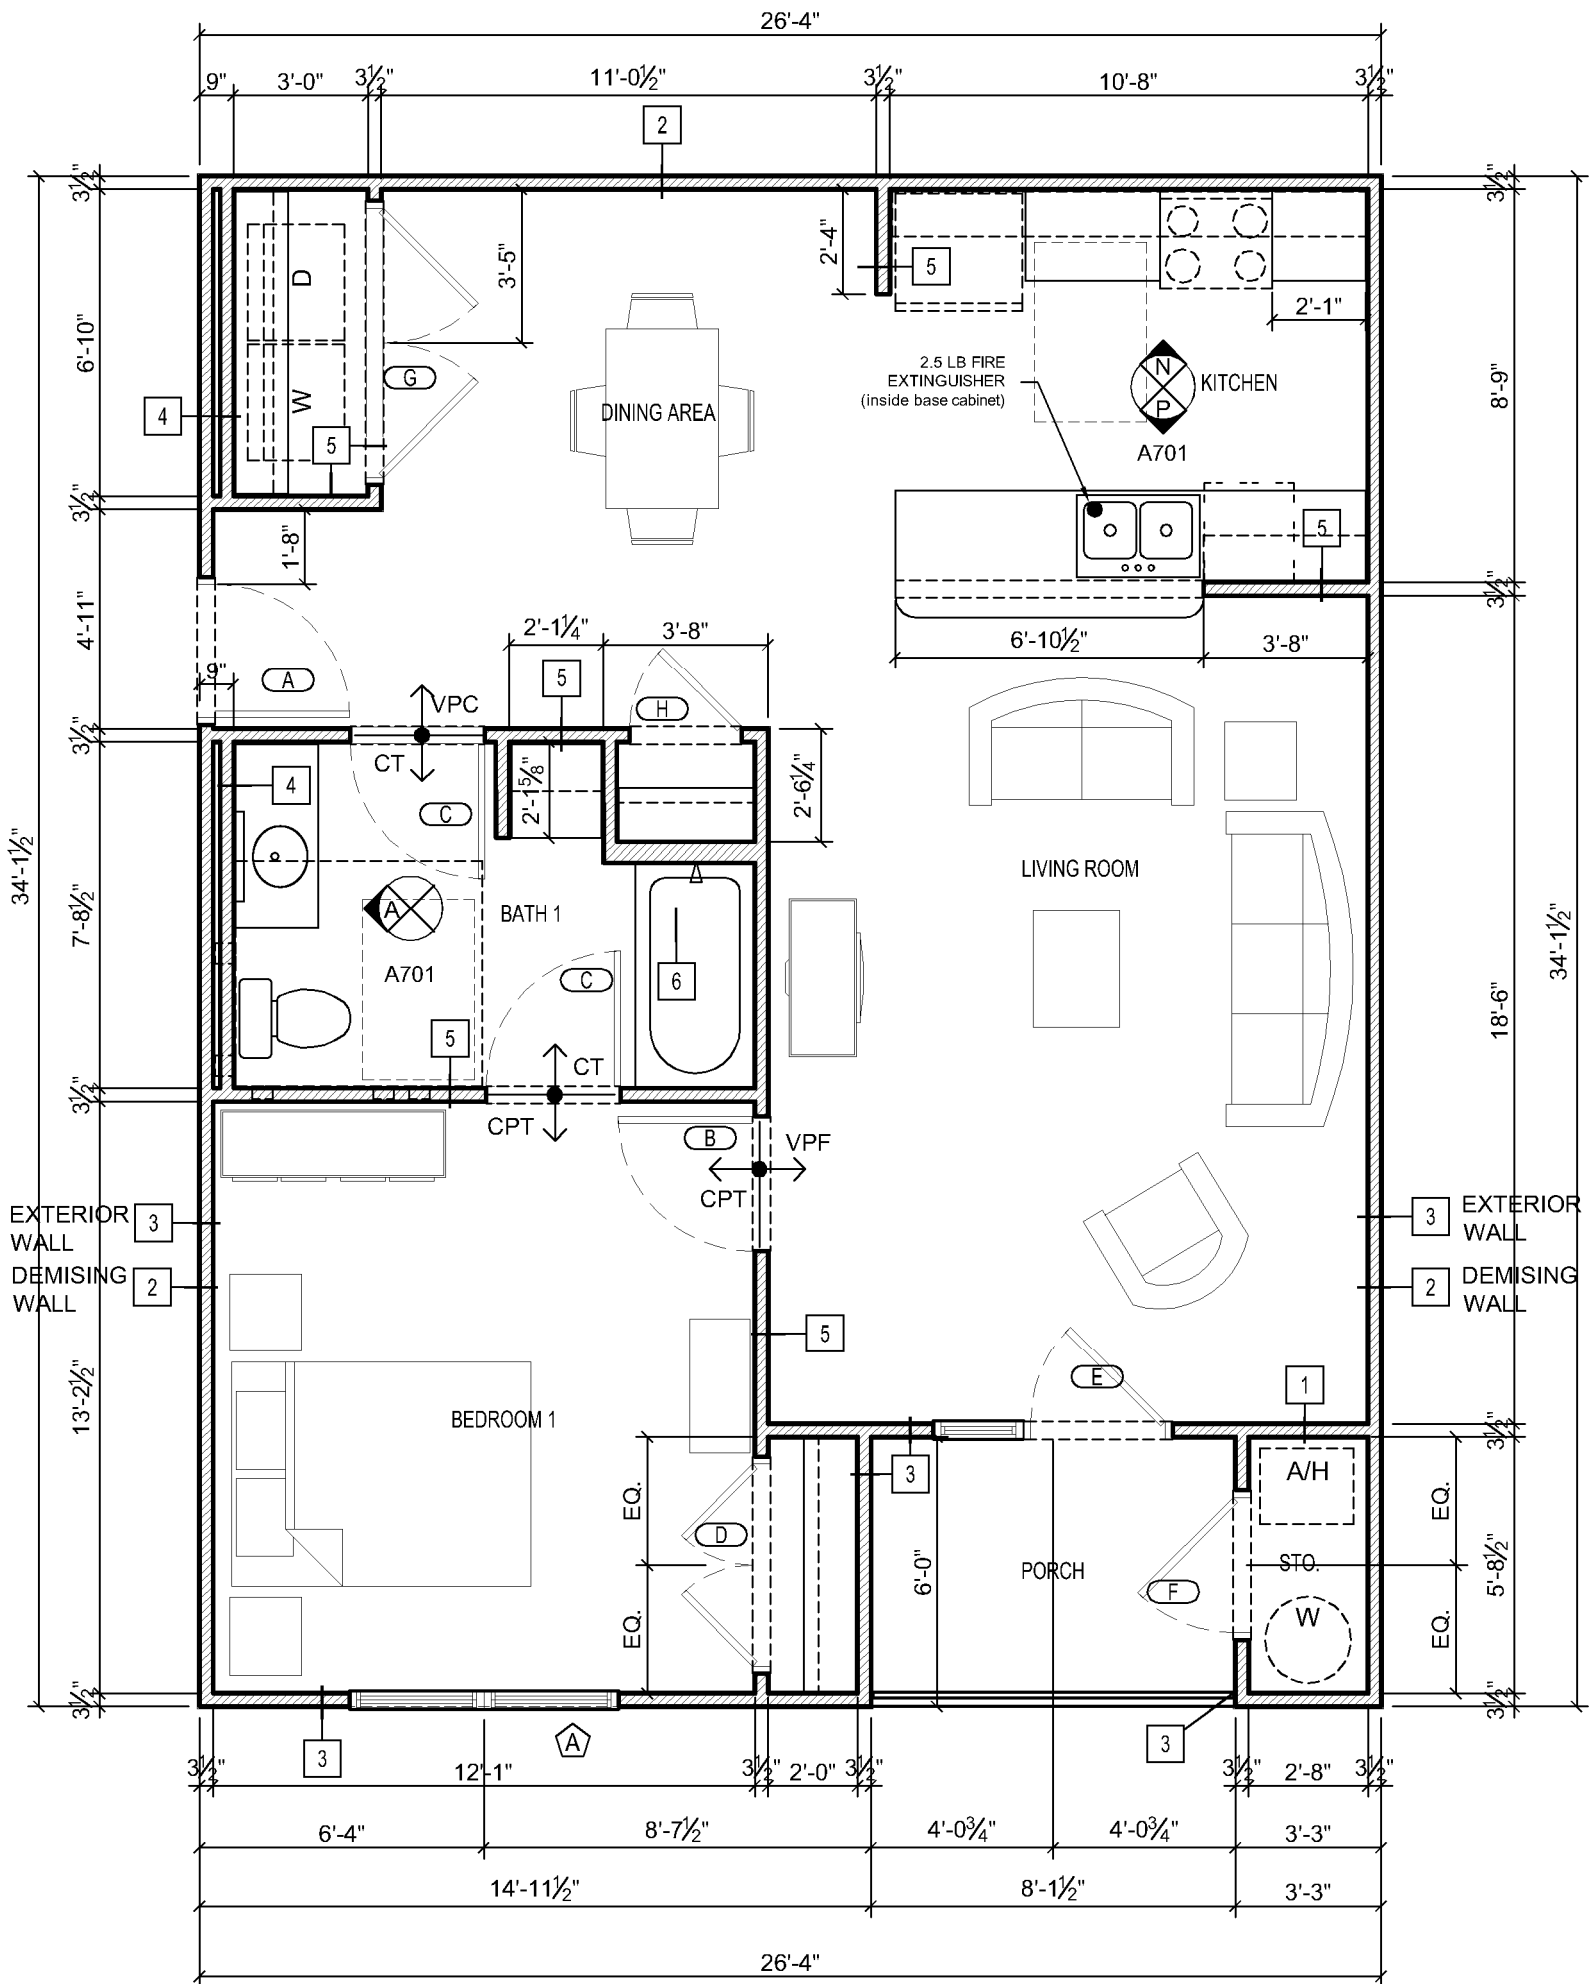 26'-4"
9" 3'-0" 3½" 11'-0½" 3½" 10'-8" 3½"
2
3½" 3½"
2'-4"
3'-5"
D
5
2'-1"
6'-10"
2.5 LB FIRE
EXTINGUISHER
(inside base cabinet)
N
P
KITCHEN
A701
8'-9"
G
W
4
5
DINING AREA
3½"
1'-8"
5
3½"
4'-11"
2'-1¼" 3'-8"
6'-10½" 3'-8"
9"
A
5
H
VPC
CT
3½"
4
C
2'-1⅝"
2'-6¼"
34'-1½"
LIVING ROOM
7'-8½"
A
BATH 1
A701
C
6
34'-1½"
18'-6"
5
CT
3½"
CPT
B
VPF
CPT
EXTERIOR
WALL
3
3
EXTERIOR
WALL
DEMISING
WALL
2
2
DEMISING
WALL
5
13'-2½"
E
1
BEDROOM 1
3½"
3
A/H
EQ.
EQ.
D
6'-0"
PORCH
F
STO.
5'-8½"
W
EQ.
EQ.
3½"
3½"
3
A
3
3½" 12'-1" 3½" 2'-0" 3½" 3½" 2'-8" 3½"
6'-4" 8'-7½" 4'-0¾" 4'-0¾" 3'-3"
14'-11½" 8'-1½" 3'-3"
26'-4"